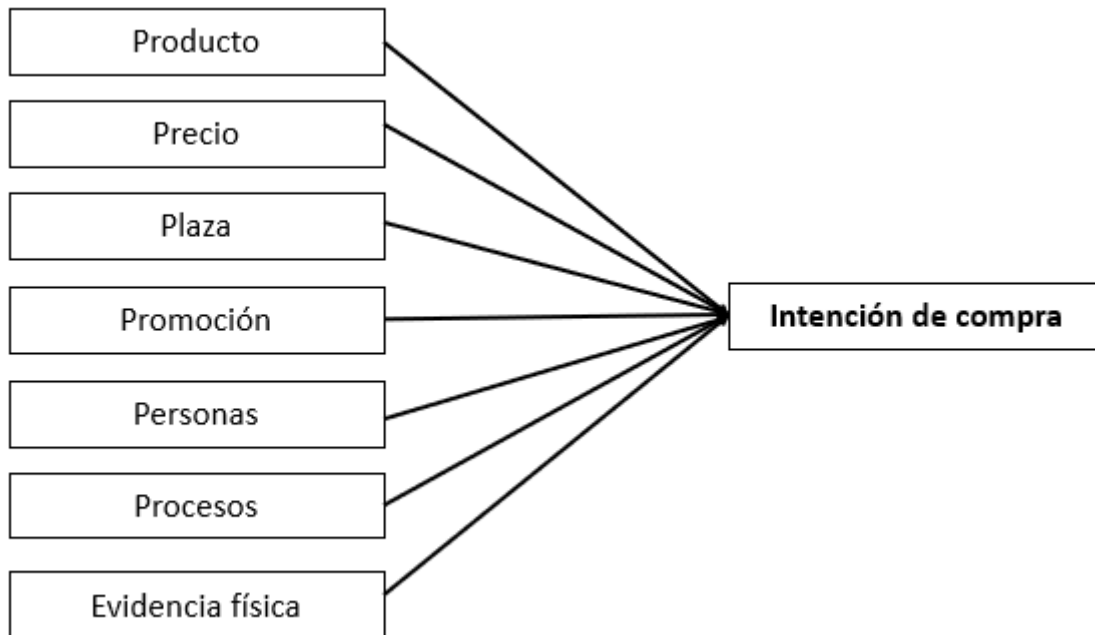 Producto
Precio
Plaza
Promoción
Personas
Procesos
Evidencia física
Intención de compra